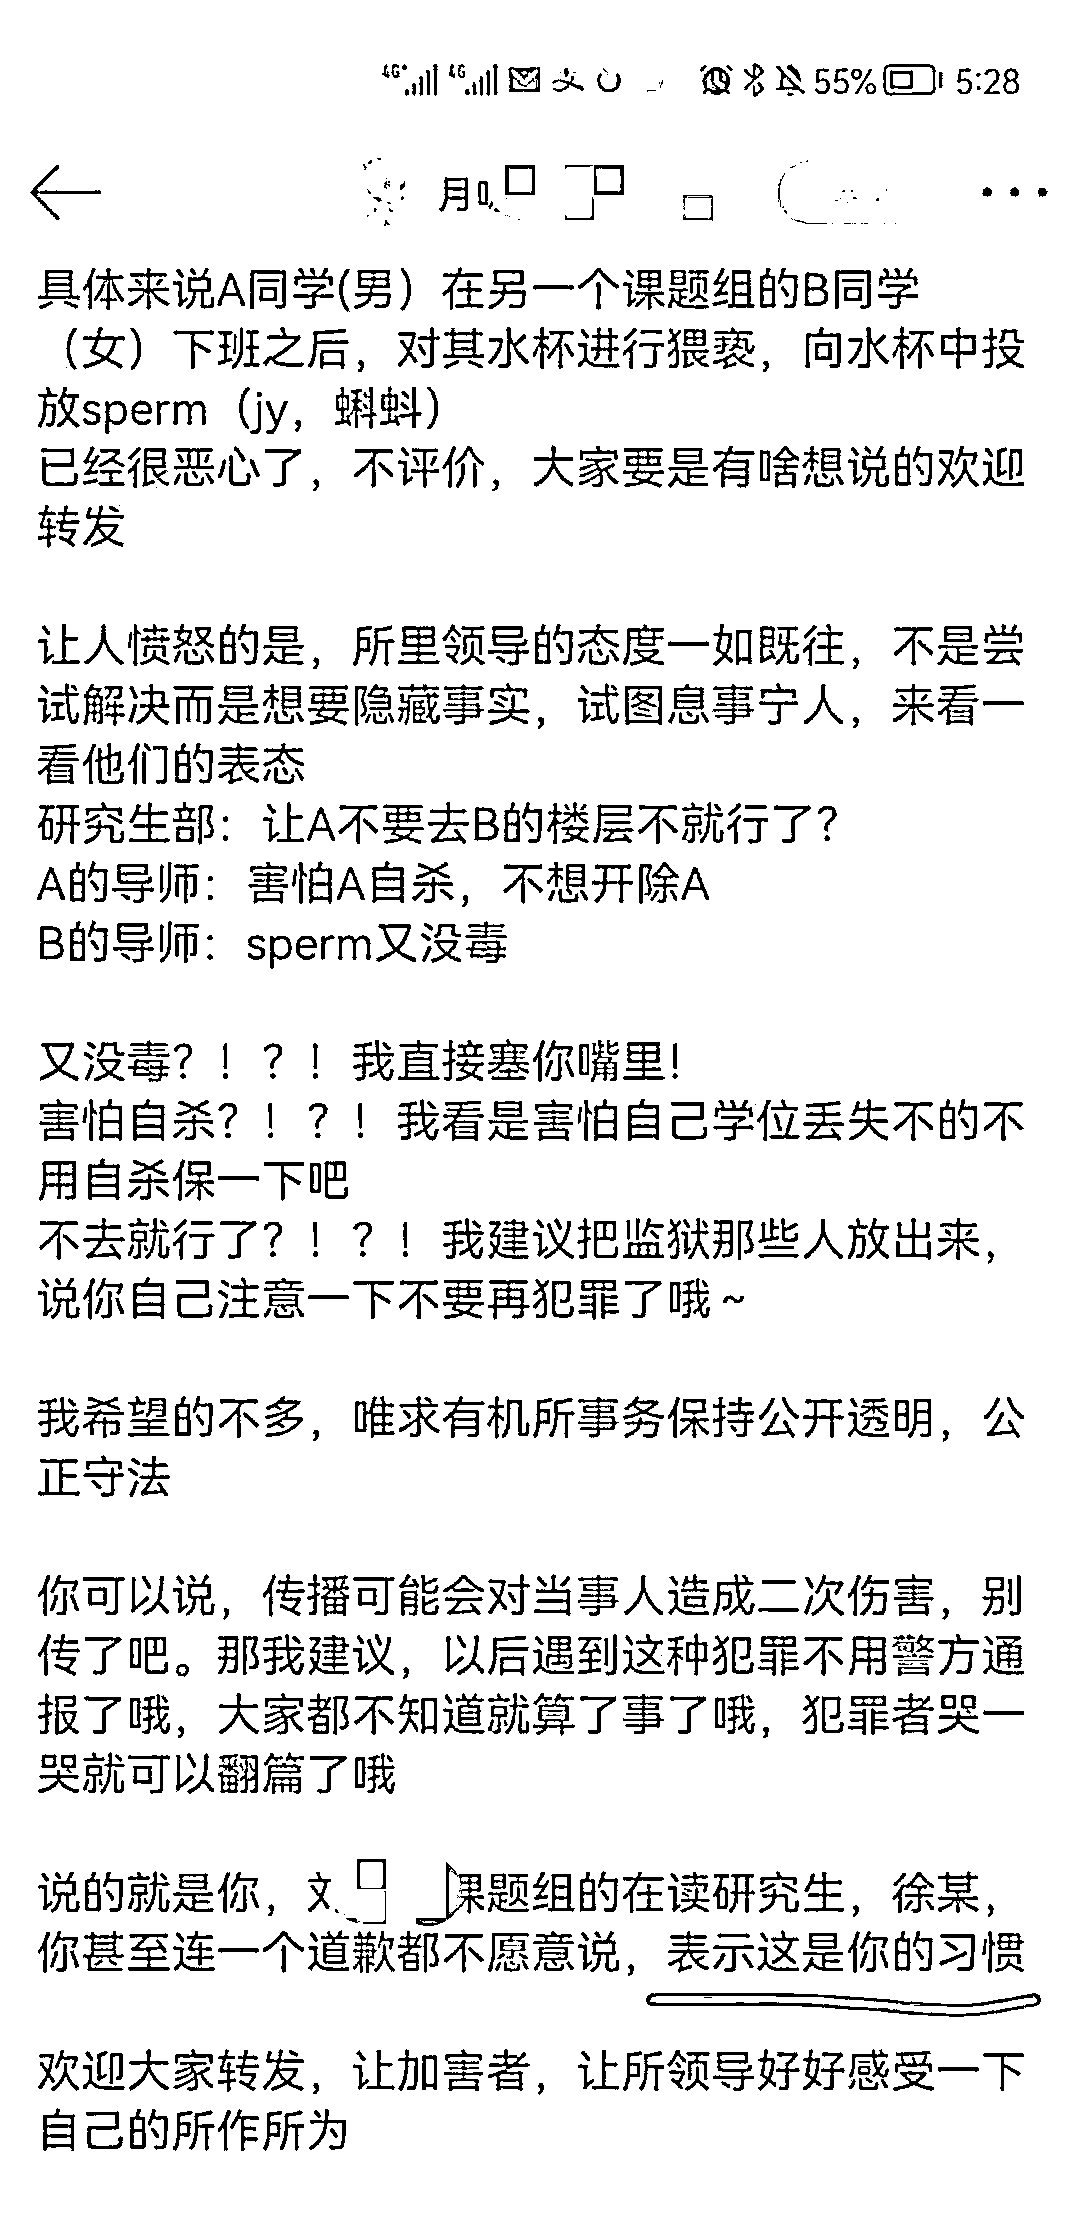 4G 4G 55% 5:28
月
具体来说A同学(男）在另一个课题组的B同学
（女）下班之后，对其水杯进行猥亵，向水杯中投
放sperm（jy，蝌蚪）
已经很恶心了，不评价，大家要是有啥想说的欢迎
转发
让人愤怒的是，所里领导的态度一如既往，不是尝
试解决而是想要隐藏事实，试图息事宁人，来看一
看他们的表态
研究生部：让A不要去B的楼层不就行了？
A的导师：害怕A自杀，不想开除A
B的导师：sperm又没毒
又没毒？！？！我直接塞你嘴里！
害怕自杀？！？！我看是害怕自己学位丢失不的不
用自杀保一下吧
不去就行了？！？！我建议把监狱那些人放出来，
说你自己注意一下不要再犯罪了哦～
我希望的不多，唯求有机所事务保持公开透明，公
正守法
你可以说，传播可能会对当事人造成二次伤害，别
传了吧。那我建议，以后遇到这种犯罪不用警方通
报了哦，大家都不知道就算了事了哦，犯罪者哭一
哭就可以翻篇了哦
说的就是你，课题组的在读研究生，徐某，
你甚至连一个道歉都不愿意说，表示这是你的习惯
欢迎大家转发，让加害者，让所领导好好感受一下
自己的所作所为